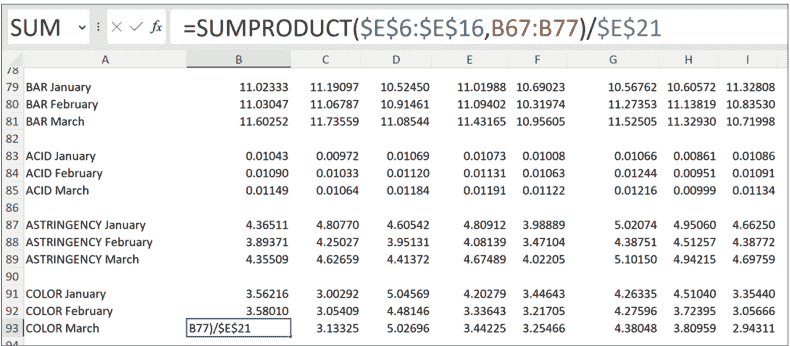 SUM fx =SUMPRODUCT($E$6:$E$16,B67:B77)/$E$21
A B C D E F G H I
78
79 BAR January 11.02333 11.19097 10.52450 11.01988 10.69023 10.56762 10.60572 11.32808
80 BAR February 11.03047 11.06787 10.91461 11.09402 10.31974 11.27353 11.13819 10.83530
81 BAR March 11.60252 11.73559 11.08544 11.43165 10.95605 11.52505 11.32930 10.71998
82
83 ACID January 0.01043 0.00972 0.01069 0.01073 0.01008 0.01066 0.00861 0.01086
84 ACID February 0.01090 0.01033 0.01120 0.01131 0.01063 0.01244 0.00951 0.01091
85 ACID March 0.01149 0.01064 0.01184 0.01191 0.01122 0.01216 0.00999 0.01134
86
87 ASTRINGENCY January 4.36511 4.80770 4.60542 4.80912 3.98889 5.02074 4.95060 4.66250
88 ASTRINGENCY February 3.89371 4.25027 3.95131 4.08139 3.47104 4.38751 4.51257 4.38772
89 ASTRINGENCY March 4.35509 4.62659 4.41372 4.67489 4.02205 5.10150 4.94215 4.69759
90
91 COLOR January 3.56216 3.00292 5.04569 4.20279 3.44643 4.26335 4.51040 3.35440
92 COLOR February 3.58010 3.05409 4.48146 3.33643 3.21705 4.27596 3.72395 3.05666
93 COLOR March B77)/$E$21 3.13325 5.02696 3.44225 3.25466 4.38048 3.80959 2.94311
94